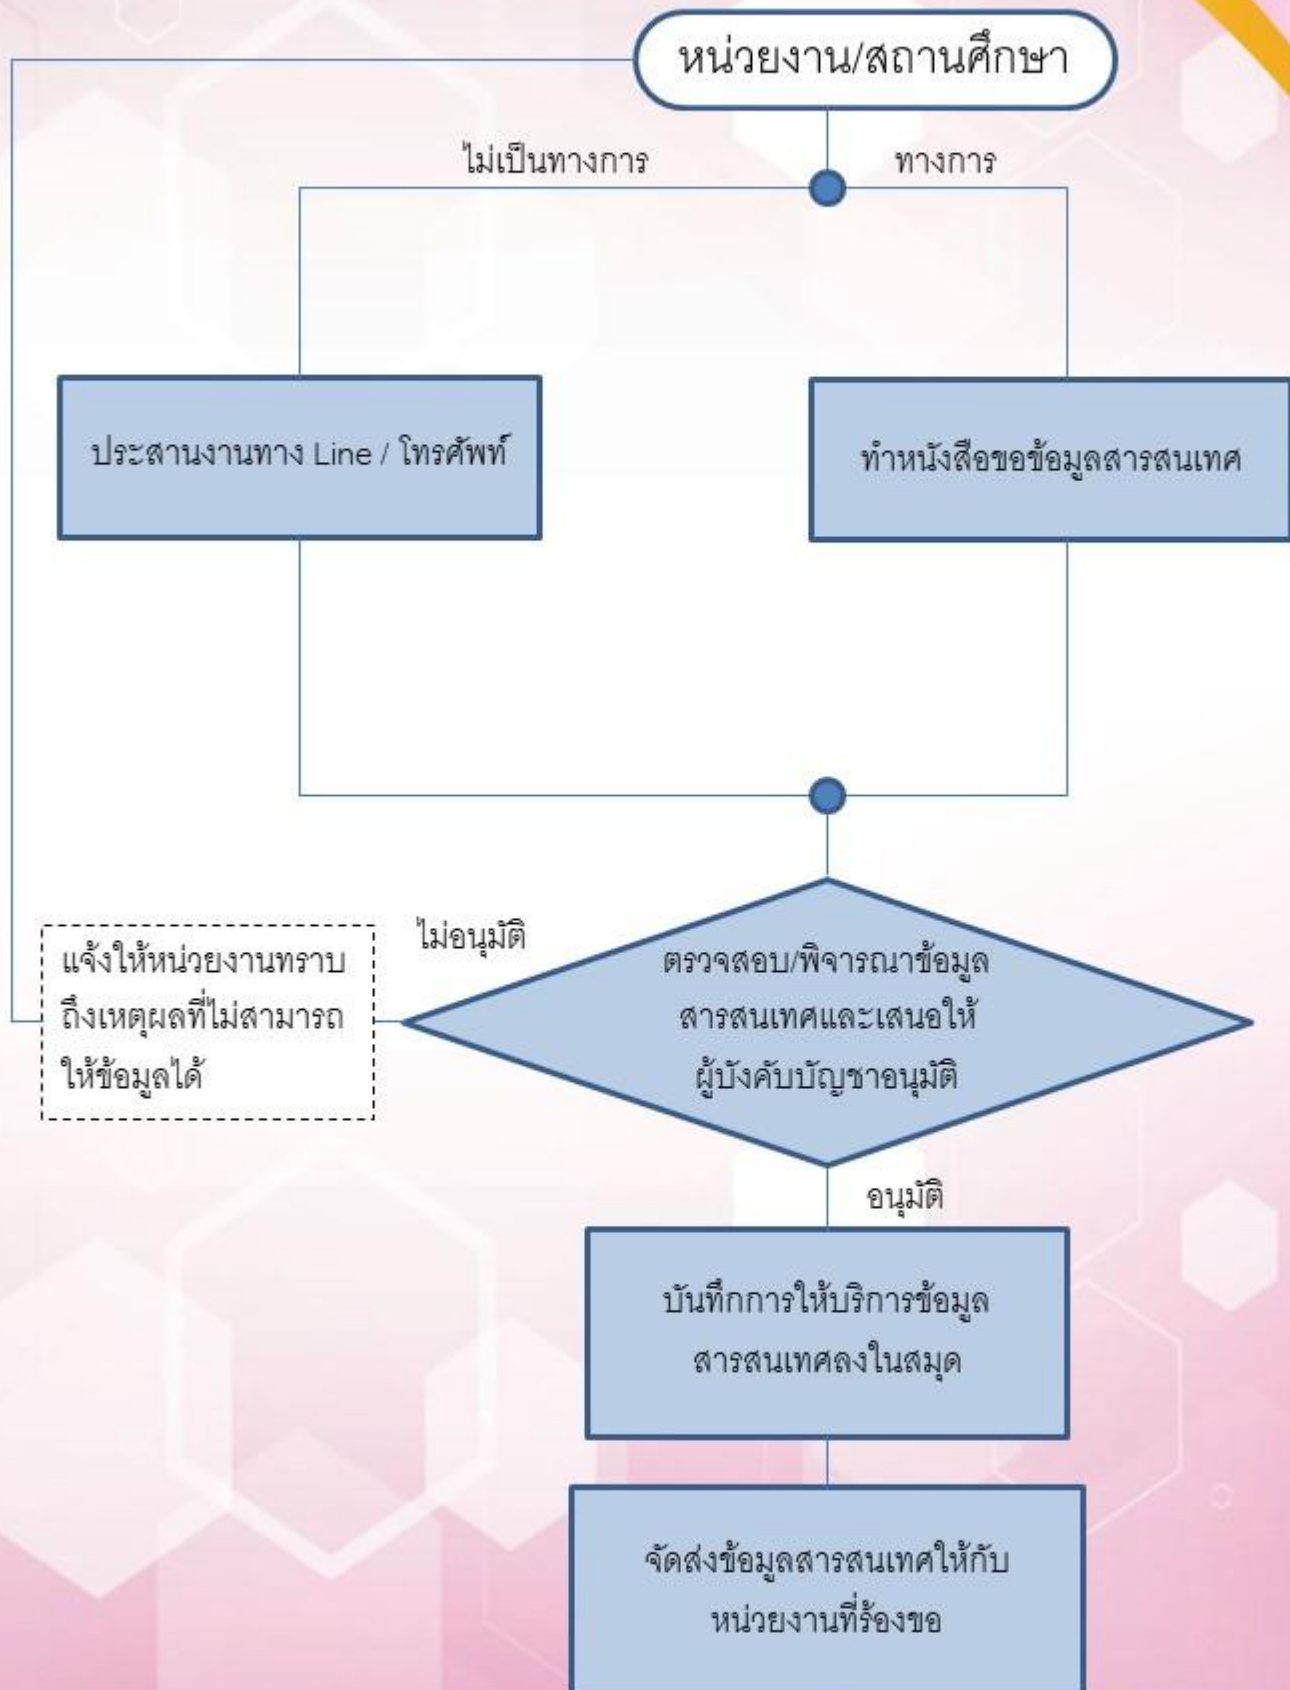 หน่วยงาน/สถานศึกษา
ไม่เป็นทางการ
ทางการ
ประสานงานทาง Line / โทรศัพท์
ทำหนังสือขอข้อมูลสารสนเทศ
ไม่อนุมัติ
แจ้งให้หน่วยงานทราบ
ถึงเหตุผลที่ไม่สามารถ
ให้ข้อมูลได้
ตรวจสอบ/พิจารณาข้อมูล
สารสนเทศและเสนอให้
ผู้บังคับบัญชาอนุมัติ
อนุมัติ
บันทึกการให้บริการข้อมูล
สารสนเทศลงในสมุด
จัดส่งข้อมูลสารสนเทศให้กับ
หน่วยงานที่ร้องขอ